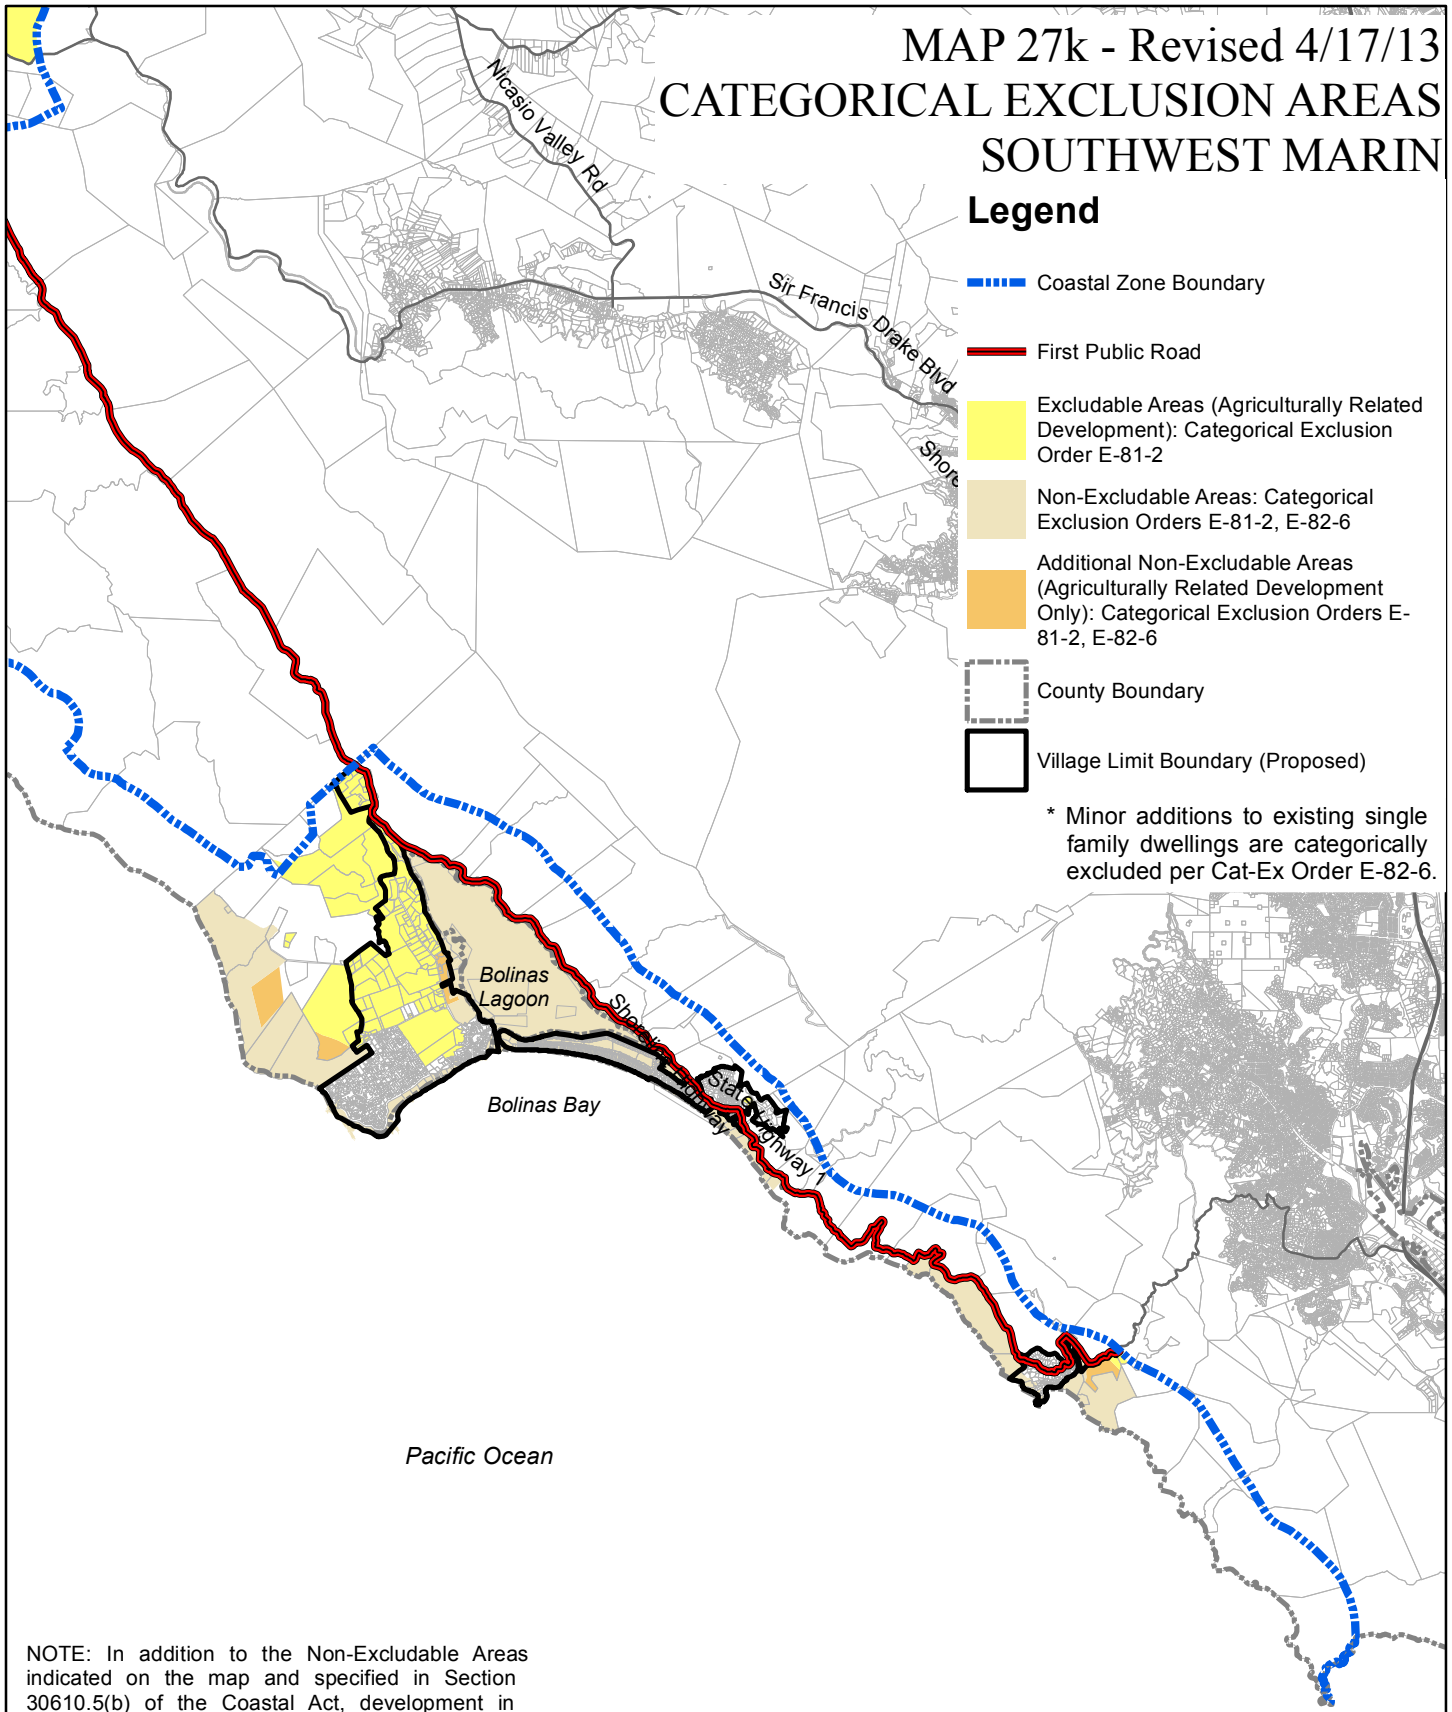 MAP 27k - Revised 4/17/13
CATEGORICAL EXCLUSION AREAS
SOUTHWEST MARIN
Legend
Coastal Zone Boundary
First Public Road
Excludable Areas (Agriculturally Related
Development): Categorical Exclusion
Order E-81-2
Non-Excludable Areas: Categorical
Exclusion Orders E-81-2, E-82-6
Additional Non-Excludable Areas
(Agriculturally Related Development
Only): Categorical Exclusion Orders E-
81-2, E-82-6
County Boundary
Village Limit Boundary (Proposed)
* Minor additions to existing single
family dwellings are categorically
excluded per Cat-Ex Order E-82-6.
Nicasio Valley Rd
Sir Francis Drake Blvd
Shore
Bolinas
Lagoon
Shoreline Highway
State Highway 1
Bolinas Bay
Pacific Ocean
NOTE: In addition to the Non-Excludable Areas
indicated on the map and specified in Section
30610.5(b) of the Coastal Act, development in